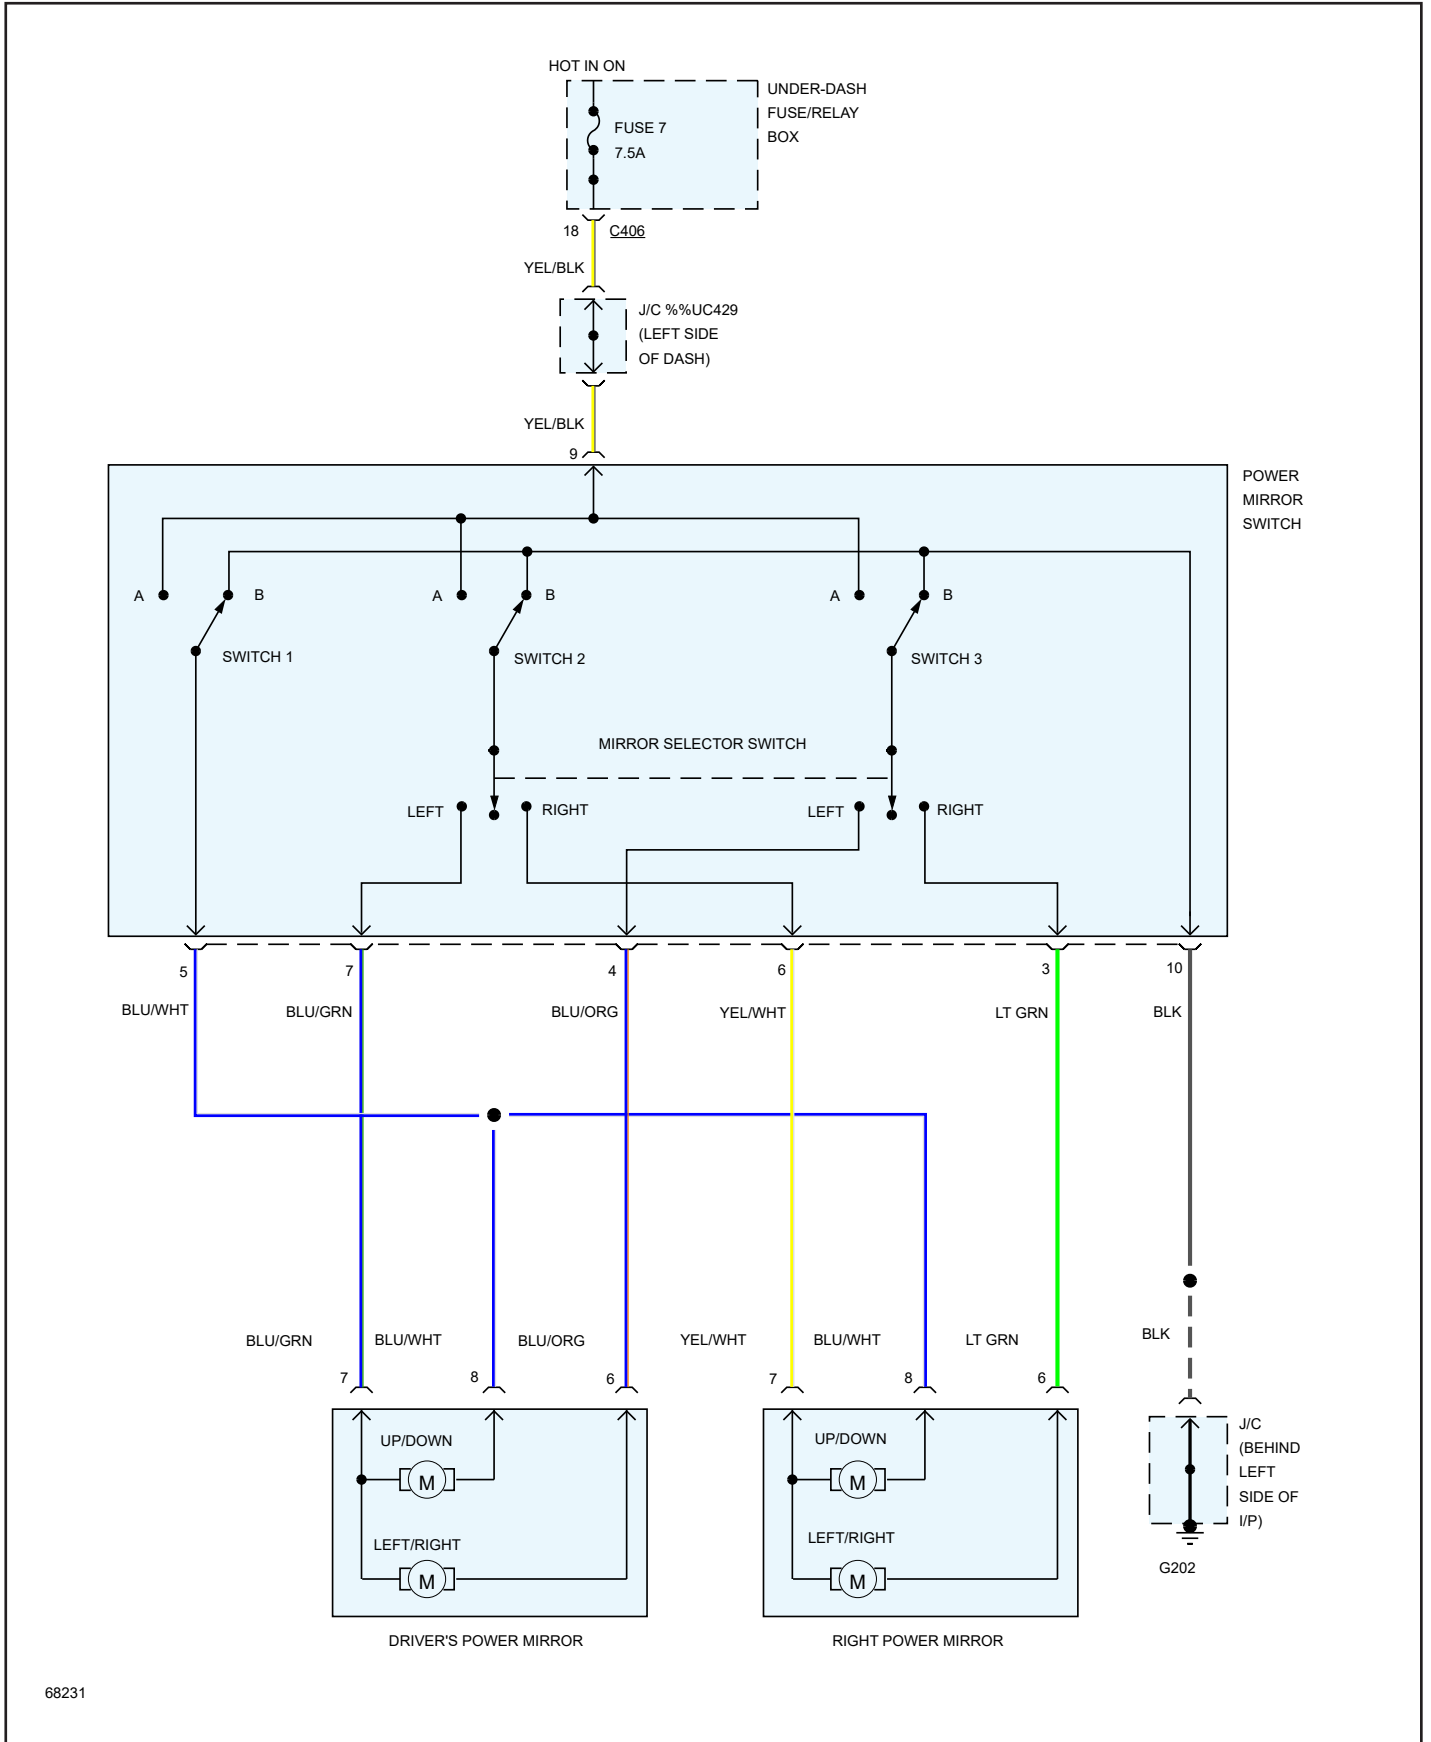 HOT IN ON
UNDER-DASH
FUSE/RELAY
BOX
FUSE 7
7.5A
18 C406
YEL/BLK
J/C %%UC429
(LEFT SIDE
OF DASH)
YEL/BLK
9
POWER
MIRROR
SWITCH
A B A B A B
SWITCH 1 SWITCH 2 SWITCH 3
MIRROR SELECTOR SWITCH
LEFT RIGHT LEFT RIGHT
5 7 4 6 3 10
BLU/WHT BLU/GRN BLU/ORG YEL/WHT LT GRN BLK
BLU/GRN BLU/WHT BLU/ORG YEL/WHT BLU/WHT LT GRN BLK
7 8 6 7 8 6
UP/DOWN UP/DOWN
M M
LEFT/RIGHT LEFT/RIGHT
M M
J/C
(BEHIND
LEFT
SIDE OF
I/P)
G202
DRIVER'S POWER MIRROR RIGHT POWER MIRROR
68231